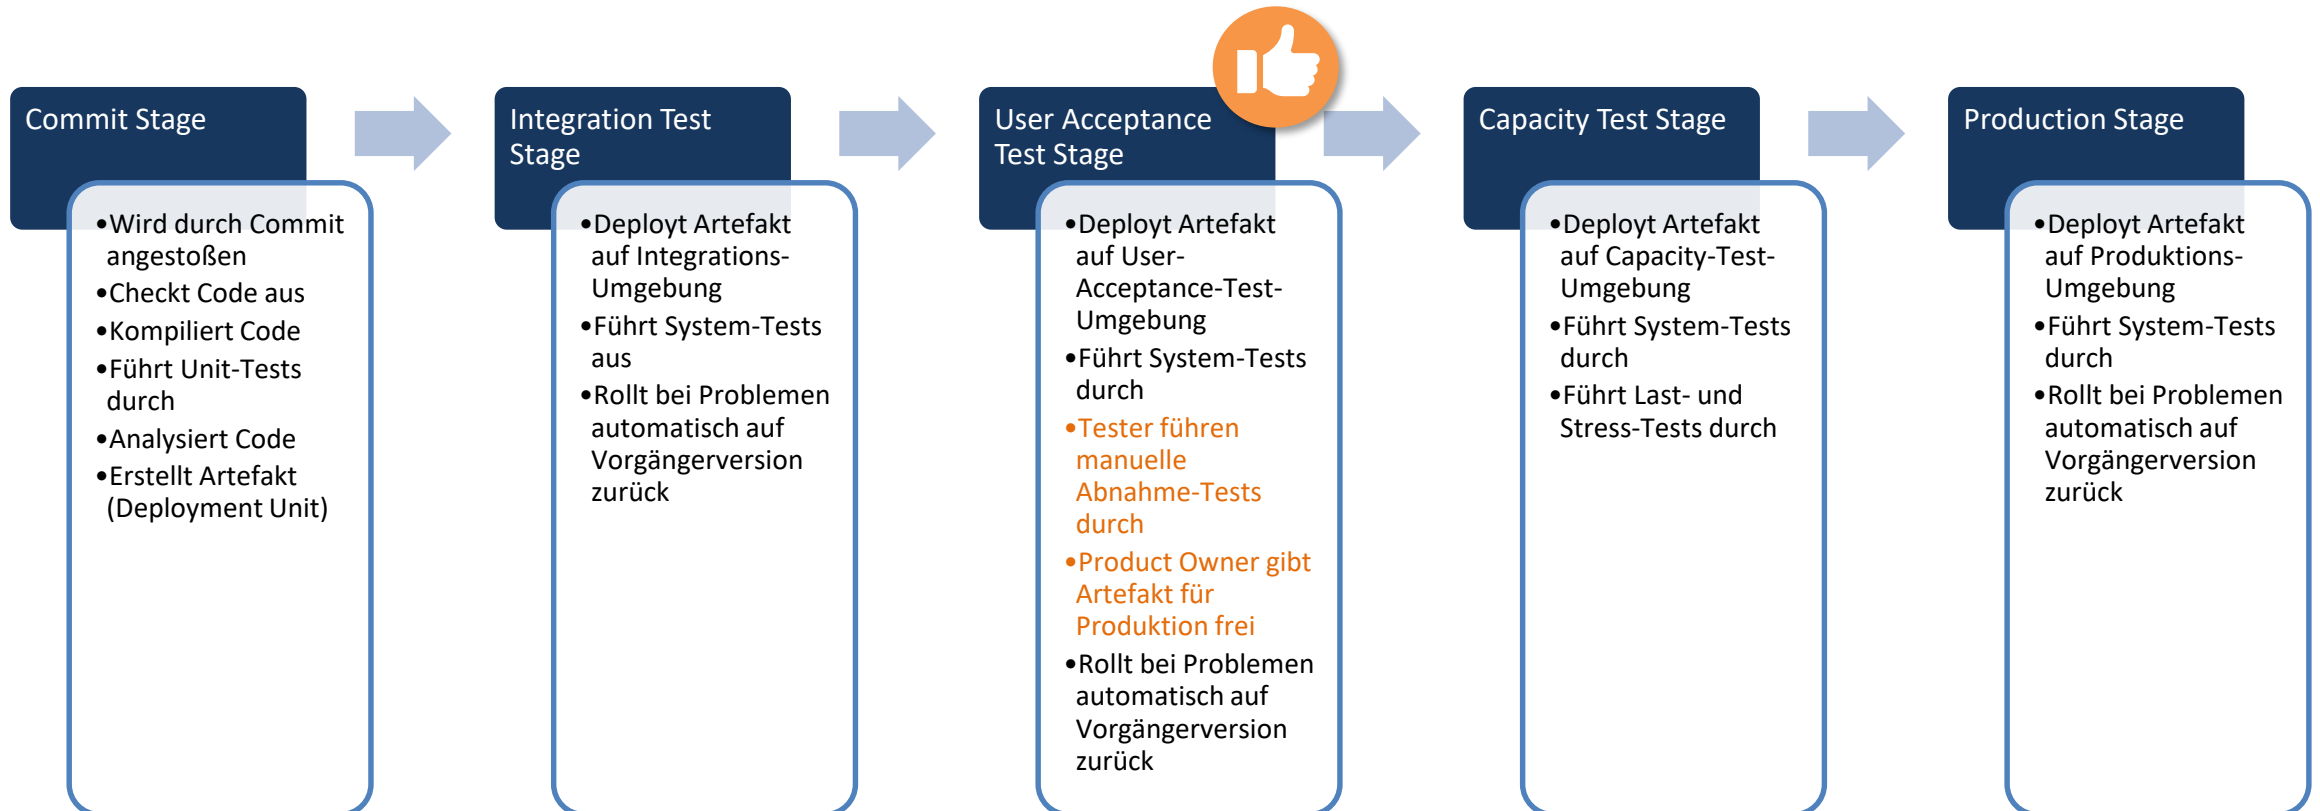 Commit Stage
•Wird durch Commit
angestoßen
•Checkt Code aus
•Kompiliert Code
•Führt Unit-Tests
durch
•Analysiert Code
•Erstellt Artefakt
(Deployment Unit)
Integration Test
Stage
•Deployt Artefakt
auf Integrations-
Umgebung
•Führt System-Tests
aus
•Rollt bei Problemen
automatisch auf
Vorgängerversion
zurück
User Acceptance
Test Stage
•Deployt Artefakt
auf User-
Acceptance-Test-
Umgebung
•Führt System-Tests
durch
•Tester führen
manuelle
Abnahme-Tests
durch
•Product Owner gibt
Artefakt für
Produktion frei
•Rollt bei Problemen
automatisch auf
Vorgängerversion
zurück
Capacity Test Stage
•Deployt Artefakt
auf Capacity-Test-
Umgebung
•Führt System-Tests
durch
•Führt Last- und
Stress-Tests durch
Production Stage
•Deployt Artefakt
auf Produktions-
Umgebung
•Führt System-Tests
durch
•Rollt bei Problemen
automatisch auf
Vorgängerversion
zurück